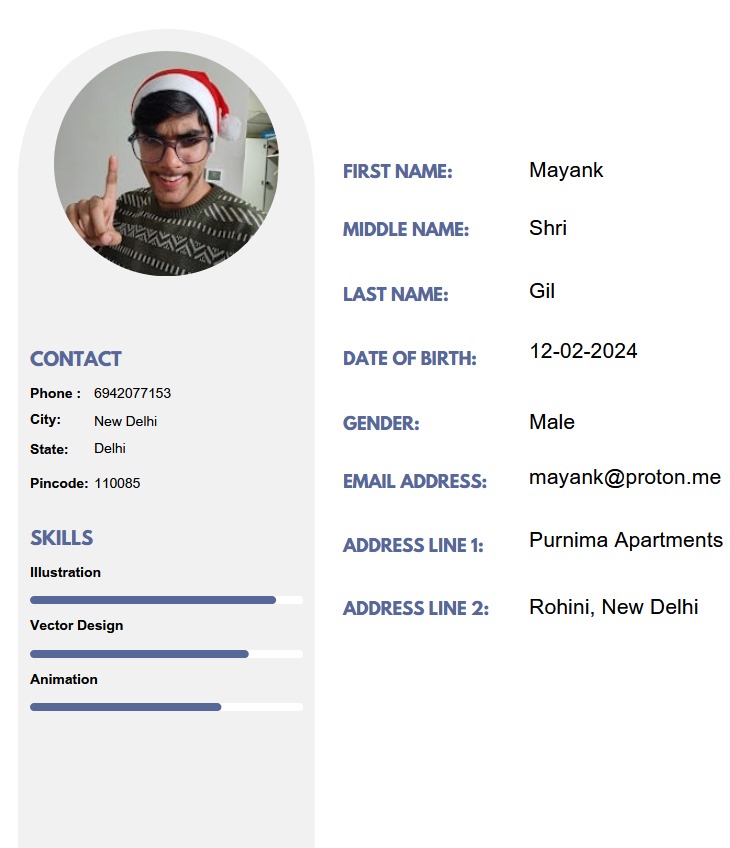 FIRST NAME: Mayank
MIDDLE NAME: Shri
LAST NAME: Gil
DATE OF BIRTH: 12-02-2024
GENDER: Male
EMAIL ADDRESS: mayank@proton.me
ADDRESS LINE 1: Purnima Apartments
ADDRESS LINE 2: Rohini, New Delhi
CONTACT
Phone : 6942077153
City: New Delhi
State: Delhi
Pincode: 110085
SKILLS
Illustration
Vector Design
Animation